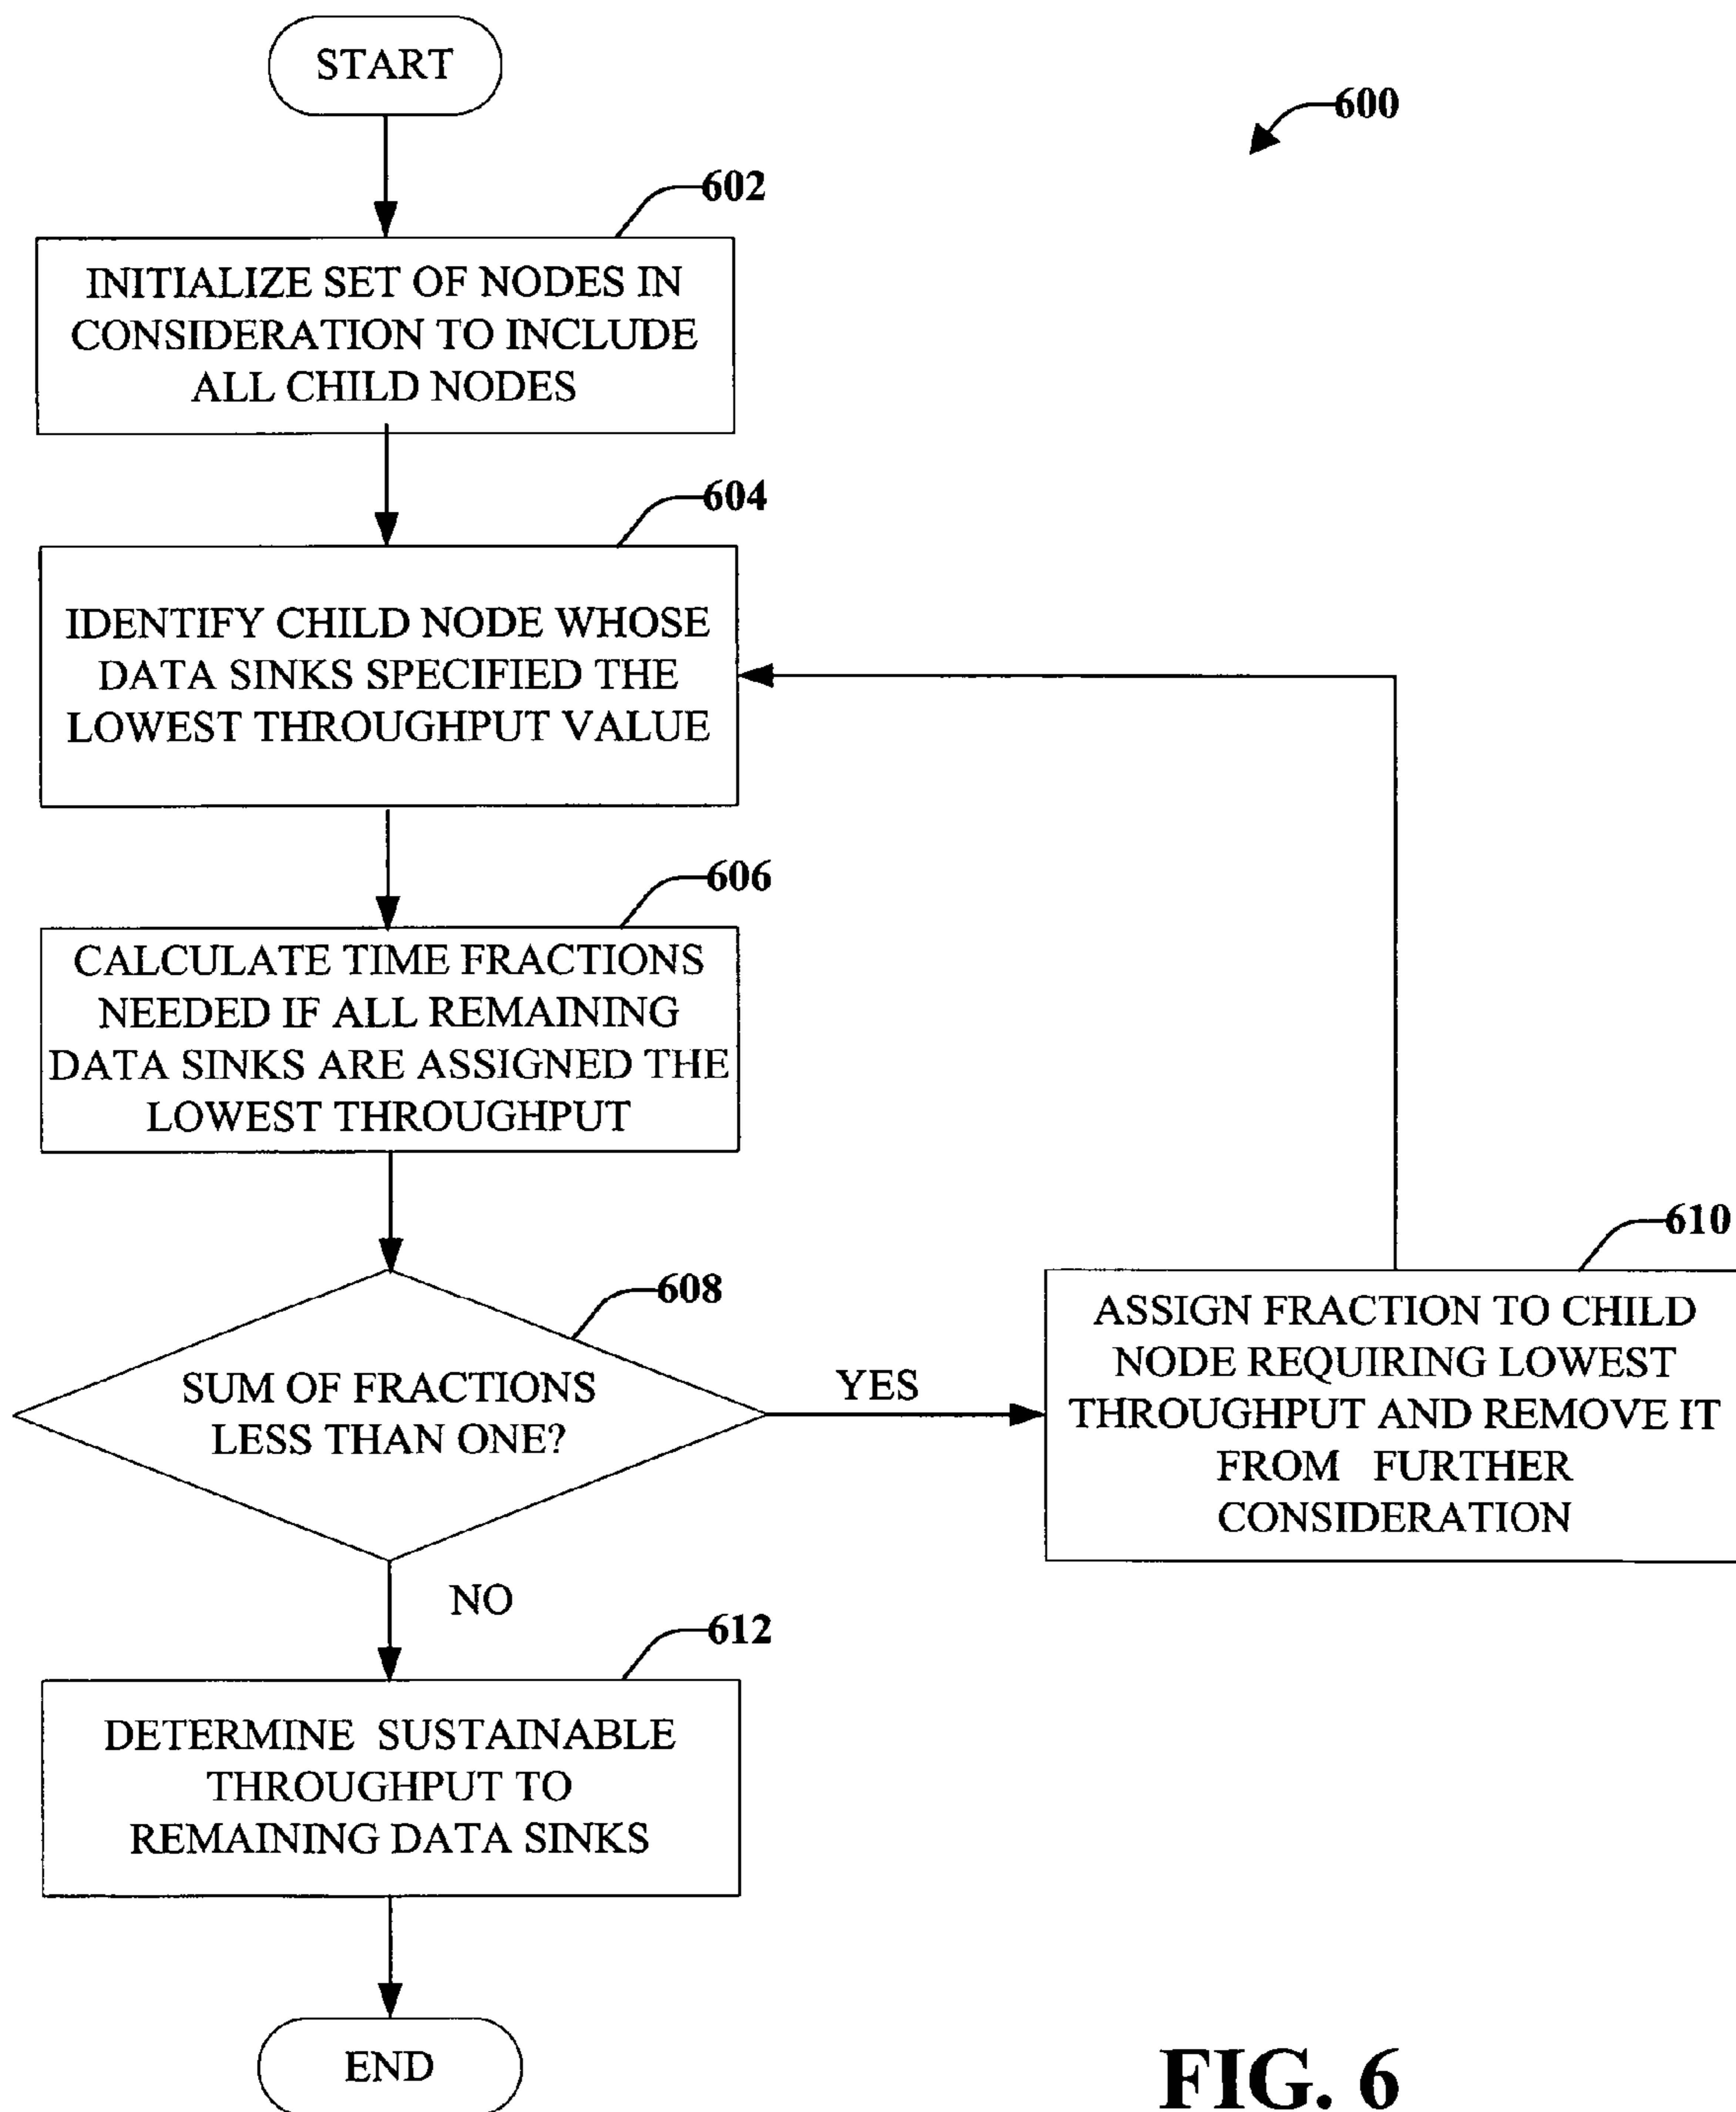 START
600
602
INITIALIZE SET OF NODES IN
CONSIDERATION TO INCLUDE
ALL CHILD NODES
604
IDENTIFY CHILD NODE WHOSE
DATA SINKS SPECIFIED THE
LOWEST THROUGHPUT VALUE
606
CALCULATE TIME FRACTIONS
NEEDED IF ALL REMAINING
DATA SINKS ARE ASSIGNED THE
LOWEST THROUGHPUT
608
SUM OF FRACTIONS
LESS THAN ONE?
YES
610
ASSIGN FRACTION TO CHILD
NODE REQUIRING LOWEST
THROUGHPUT AND REMOVE IT
FROM FURTHER
CONSIDERATION
NO
612
DETERMINE SUSTAINABLE
THROUGHPUT TO
REMAINING DATA SINKS
END
FIG. 6